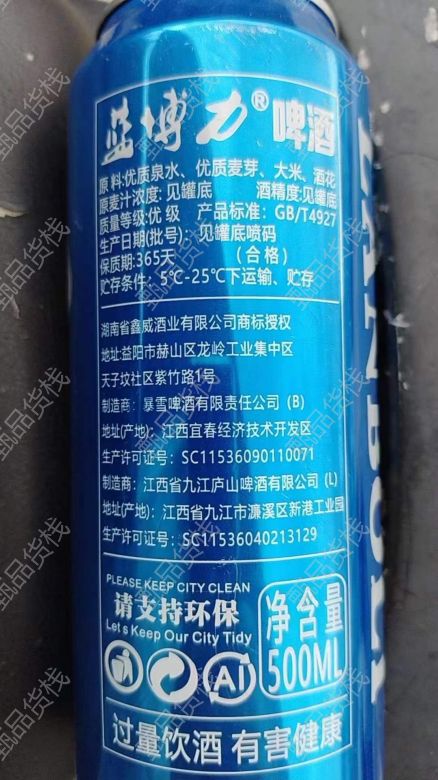 蓝博力® 啤酒
原 料:优质泉水、优质麦芽、大米、酒花
原麦汁浓度: 见罐底 酒精度:见罐底
质量等级:优 级 产品标准: GB/T4927
生产日期(批号): 见罐底喷码
保质期:365天 (合格)
贮存条件: 5℃-25℃下运输、贮存
湖南省鑫威酒业有限公司商标授权
地址:益阳市赫山区龙岭工业集中区
天子坟社区紫竹路1号
制造商: 暴雪啤酒有限责任公司 (B)
地址(产地): 江西宜春经济技术开发区
生产许可证号: SC11536090110071
制造商: 江西省九江庐山啤酒有限公司 (L)
地址(产地): 江西省九江市濂溪区新港工业园
生产许可证号: SC11536040213129
PLEASE KEEP CITY CLEAN
请支持环保
Let's Keep Our City Tidy
Al
净含量
500ML
过量饮酒 有害健康
LANBOLI
甄品货栈